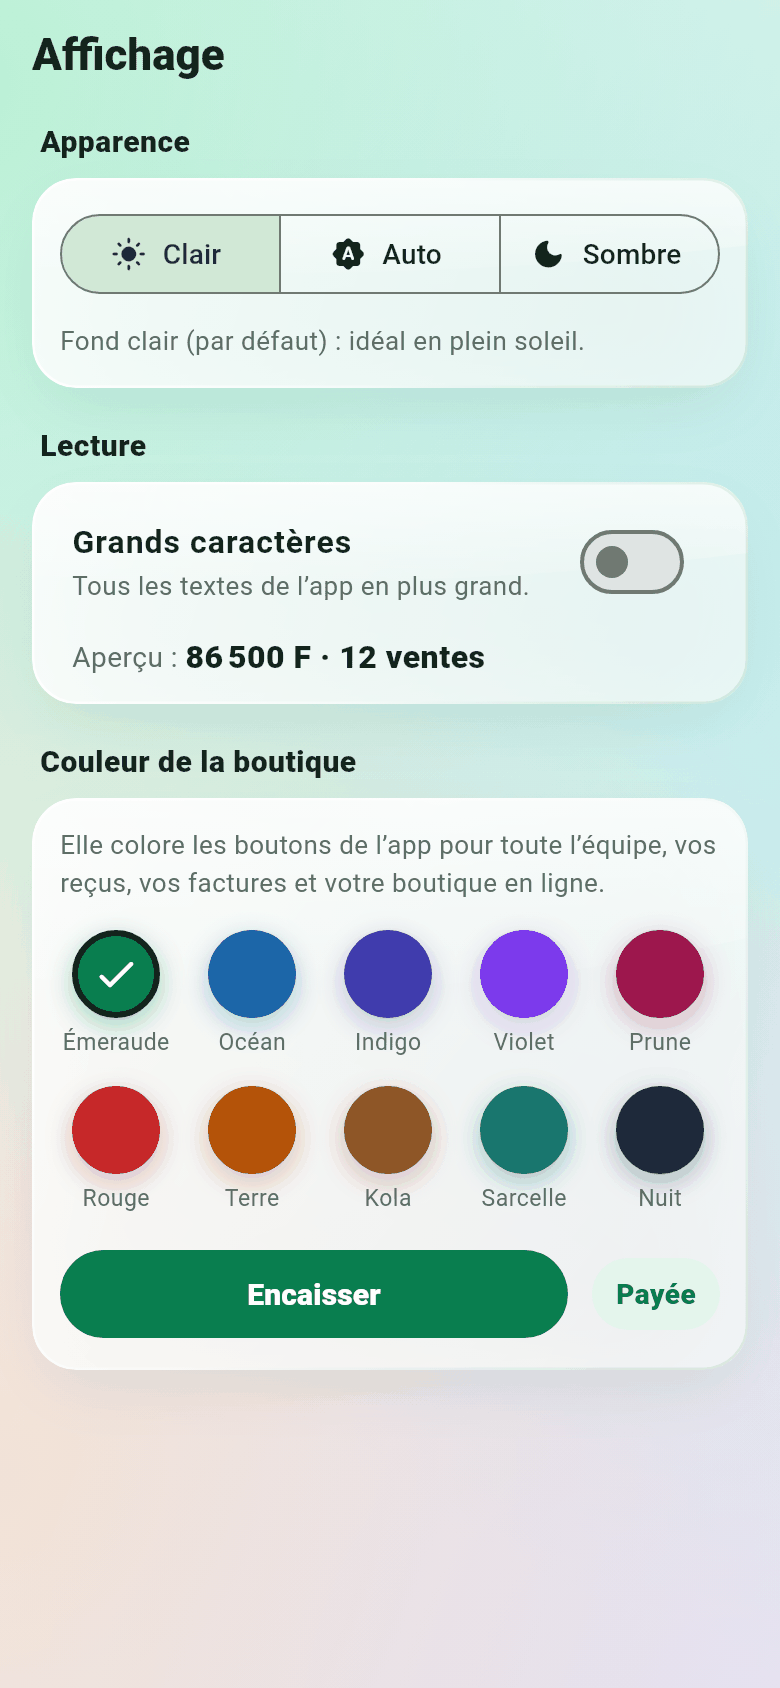 Affichage
Apparence
Clair
Auto
Sombre
Fond clair (par défaut) : idéal en plein soleil.
Lecture
Grands caractères
Tous les textes de l’app en plus grand.
Aperçu : 86 500 F · 12 ventes
Couleur de la boutique
Elle colore les boutons de l’app pour toute l’équipe, vos
reçus, vos factures et votre boutique en ligne.
Émeraude
Océan
Indigo
Violet
Prune
Rouge
Terre
Kola
Sarcelle
Nuit
Encaisser
Payée